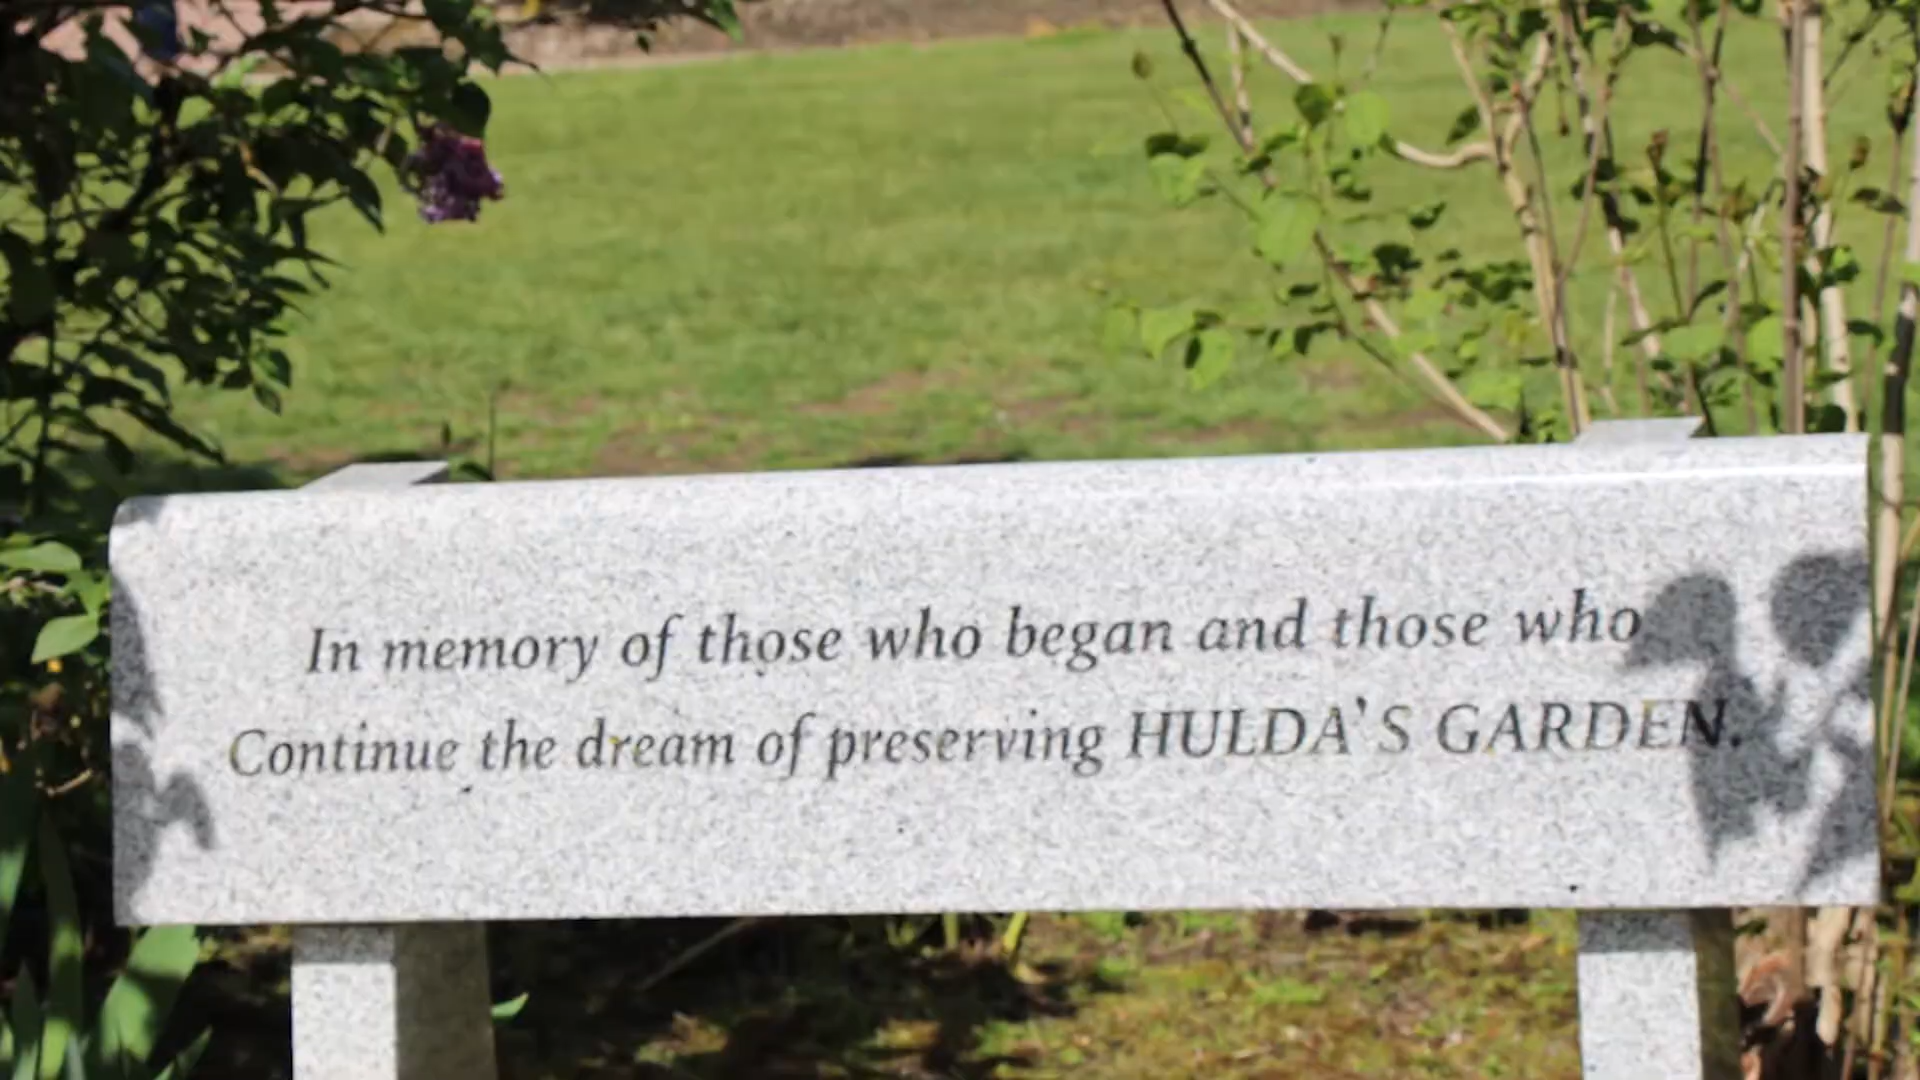 In memory of those who began and those who
Continue the dream of preserving HULDA'S GARDEN.